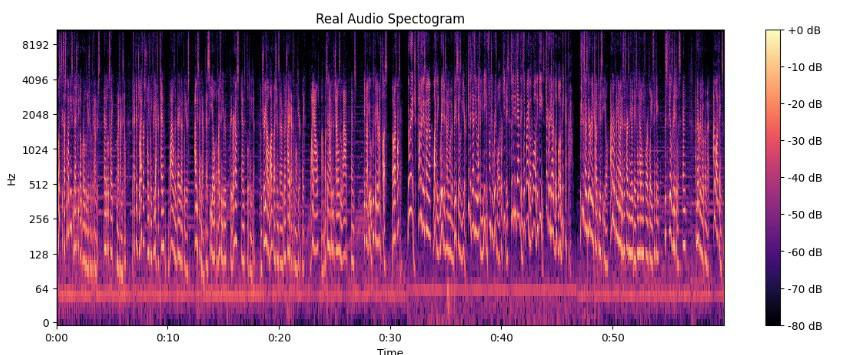 Real Audio Spectogram
8192
4096
2048
1024
512
256
128
64
0
Hz
0:00
0:10
0:20
0:30
0:40
0:50
Time
+0 dB
-10 dB
-20 dB
-30 dB
-40 dB
-50 dB
-60 dB
-70 dB
-80 dB